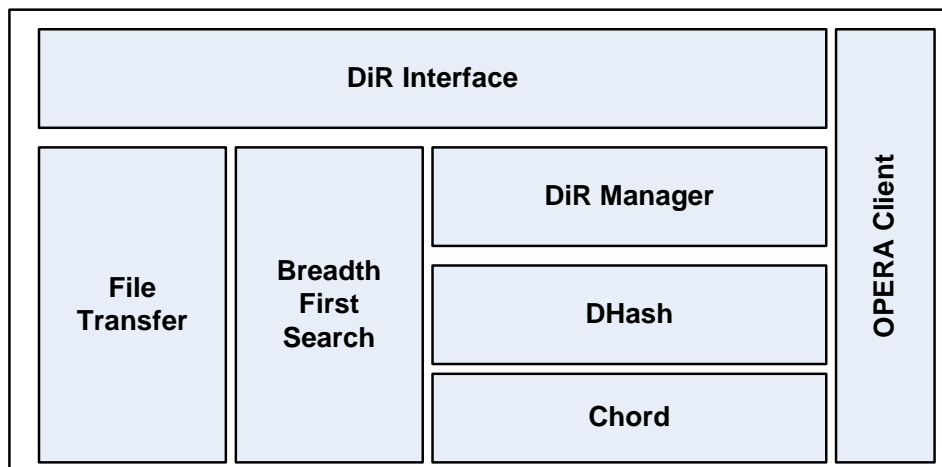 DiR Interface
OPERA Client
File
Transfer
Breadth
First
Search
DiR Manager
DHash
Chord